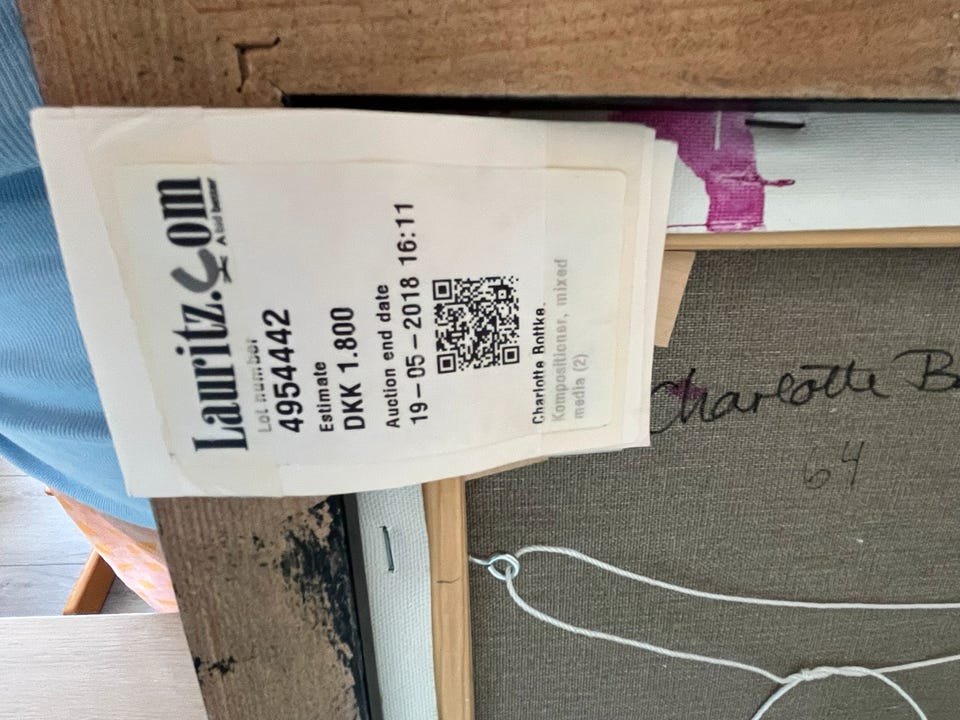 Lauritz.com
A bid better
Lot number
4954442
Estimate
DKK 1.800
Auction end date
19-05-2018 16:11
Charlotte Bottke.
Kompositioner, mixed
media (2)
Charlotte B
64